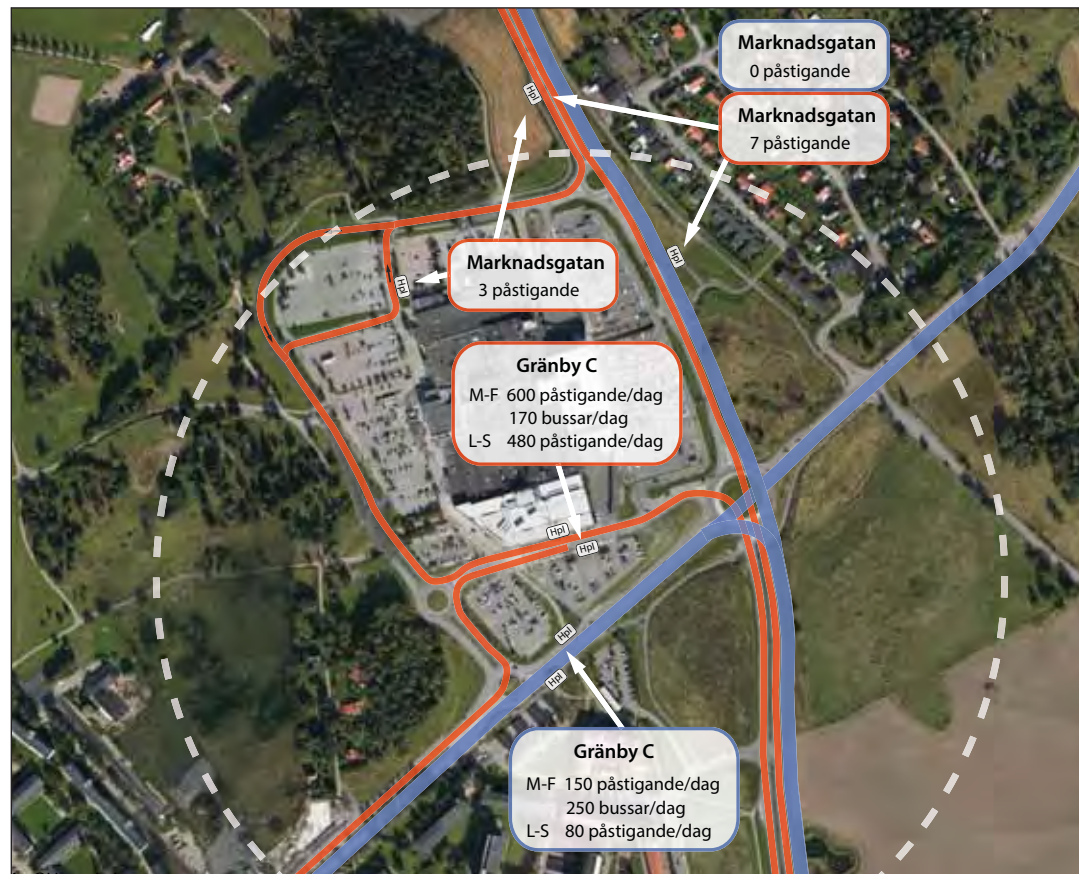 Marknadsgatan
0 påstigande
Marknadsgatan
7 påstigande
Hpl
Hpl
Marknadsgatan
3 påstigande
Hpl
Gränby C
M-F 600 påstigande/dag
170 bussar/dag
L-S 480 påstigande/dag
Hpl
Hpl
Hpl
Hpl
Gränby C
M-F 150 påstigande/dag
250 bussar/dag
L-S 80 påstigande/dag